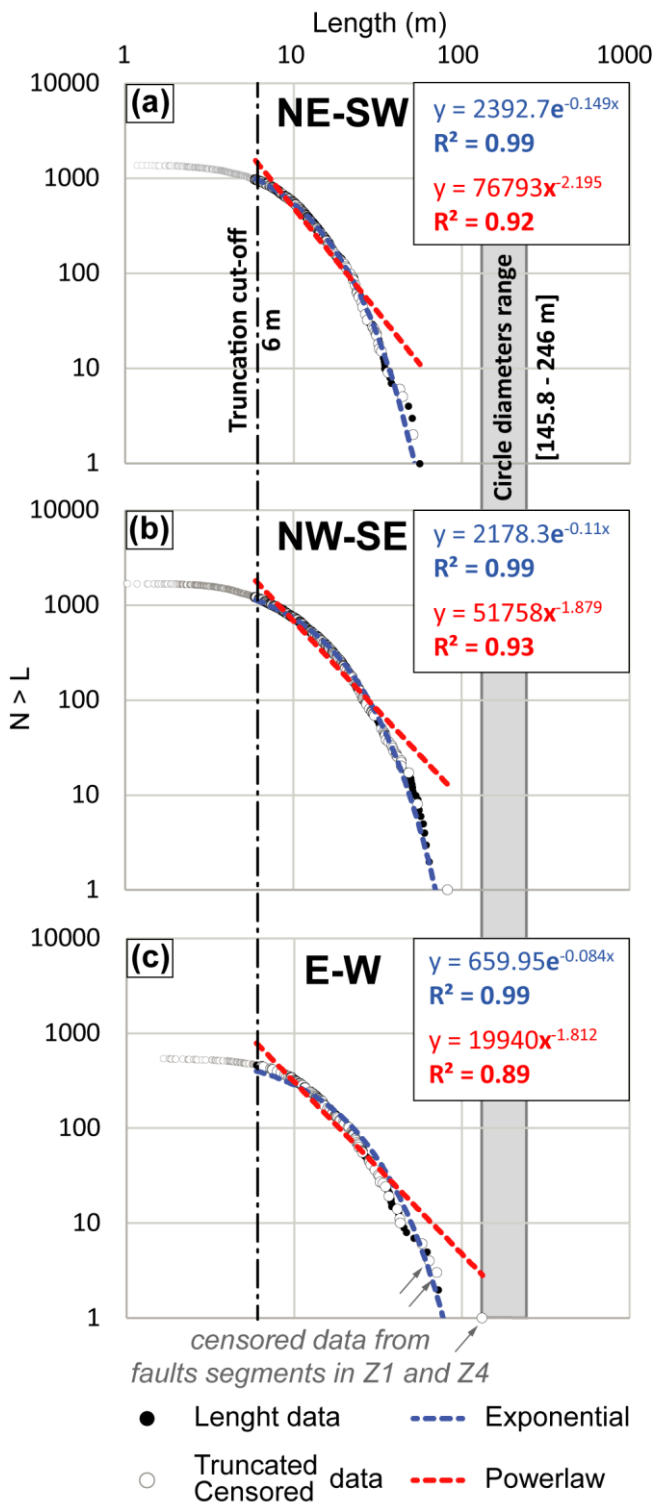 Length (m)
1 10 100 1000
10000
1000
100
10
1
(a)
NE-SW
y = 2392.7e^-0.149x
R² = 0.99
y = 76793x^-2.195
R² = 0.92
Truncation cut-off
6 m
Circle diameters range
[145.8 - 246 m]
N > L
10000
1000
100
10
1
(b)
NW-SE
y = 2178.3e^-0.11x
R² = 0.99
y = 51758x^-1.879
R² = 0.93
10000
1000
100
10
1
(c)
E-W
y = 659.95e^-0.084x
R² = 0.99
y = 19940x^-1.812
R² = 0.89
censored data from
faults segments in Z1 and Z4
Lenght data
Exponential
Truncated
Censored
data
Powerlaw